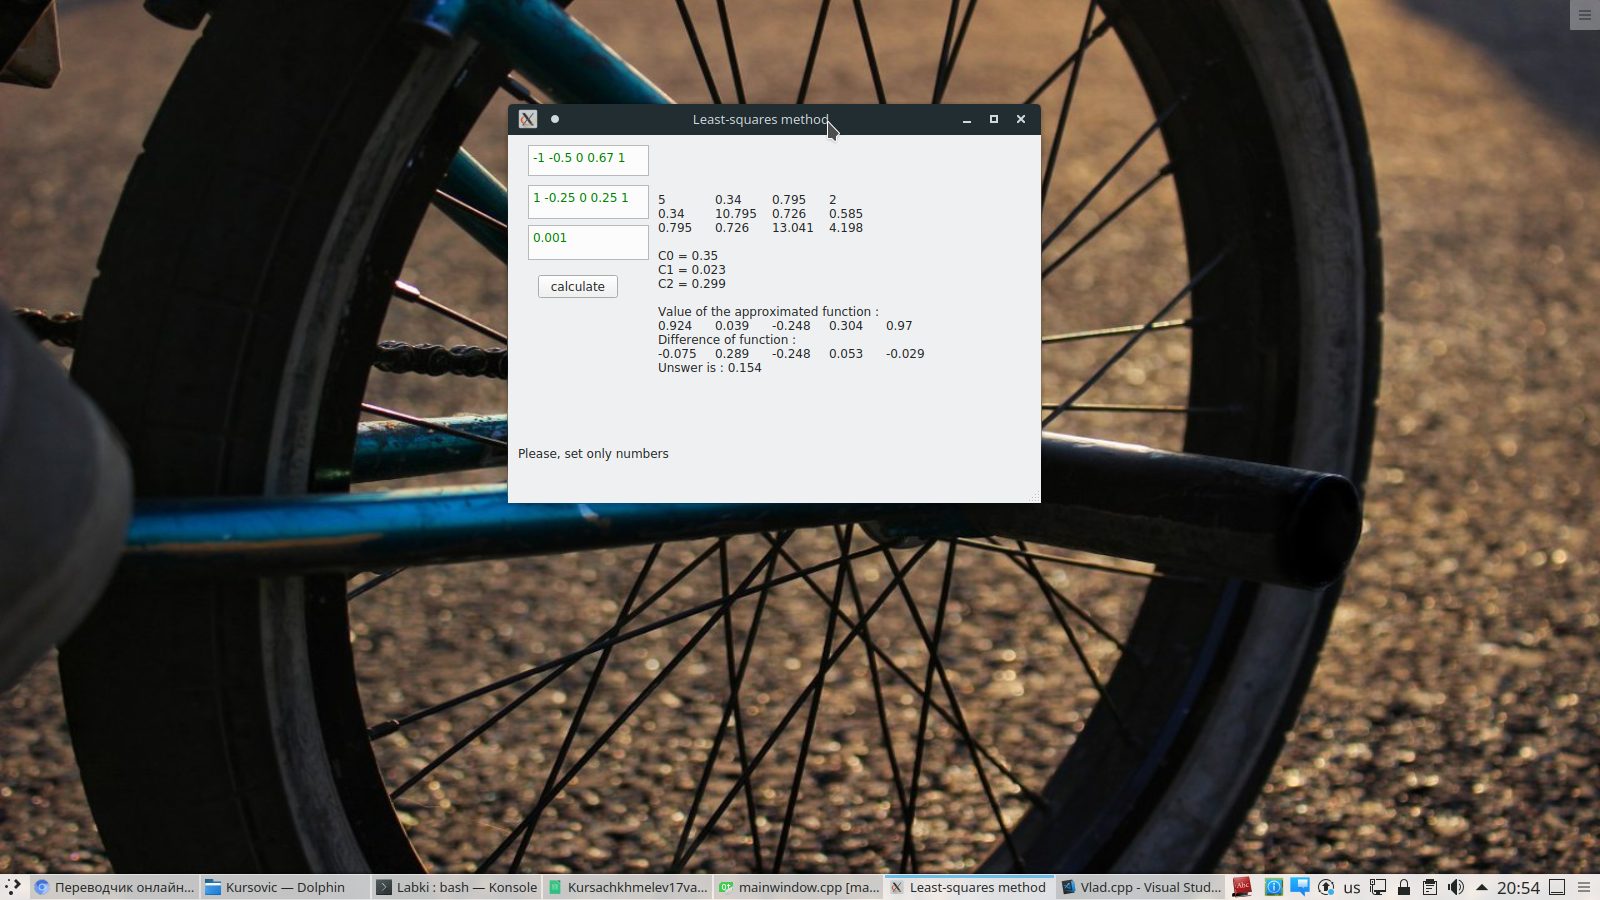 Least-squares method
-1 -0.5 0 0.67 1
1 -0.25 0 0.25 1
0.001
calculate
5 0.34 0.795 2
0.34 10.795 0.726 0.585
0.795 0.726 13.041 4.198
C0 = 0.35
C1 = 0.023
C2 = 0.299
Value of the approximated function :
0.924 0.039 -0.248 0.304 0.97
Difference of function :
-0.075 0.289 -0.248 0.053 -0.029
Unswer is : 0.154
Please, set only numbers
Переводчик онлайн... Kursovic — Dolphin Labki : bash — Konsole Kursachkhmelev17va... mainwindow.cpp [ma... Least-squares method Vlad.cpp - Visual Stud... Abc us 20:54